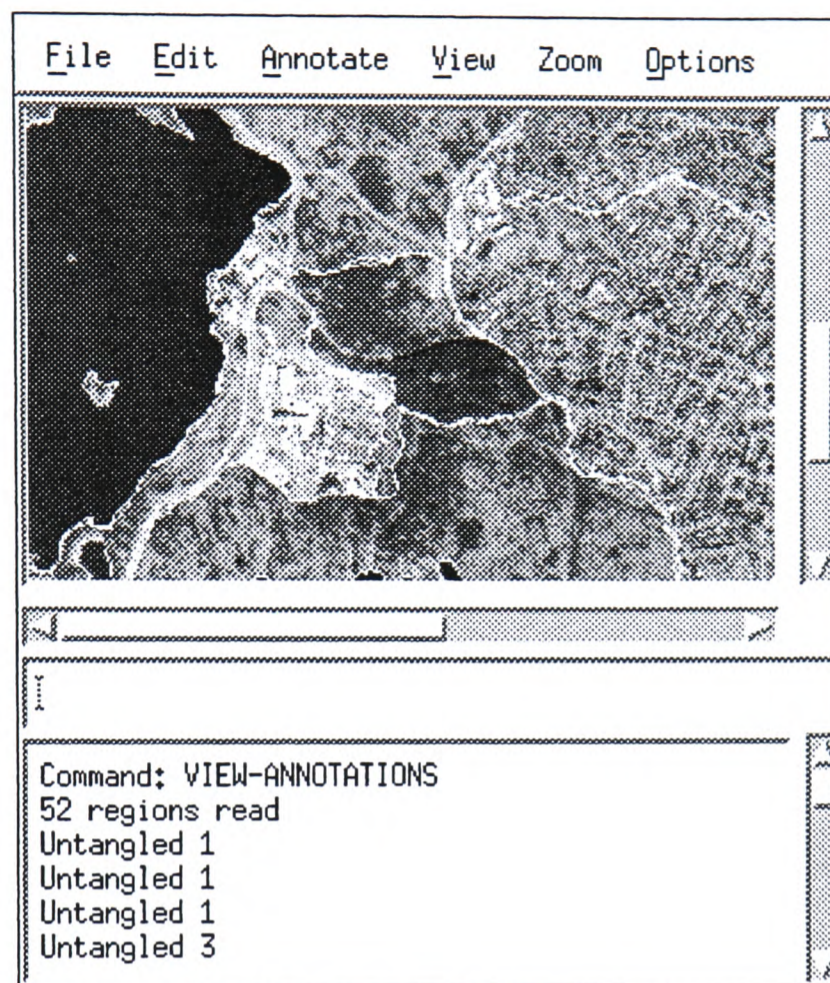 File Edit Annotate View Zoom Options
Command: VIEW-ANNOTATIONS
52 regions read
Untangled 1
Untangled 1
Untangled 1
Untangled 3